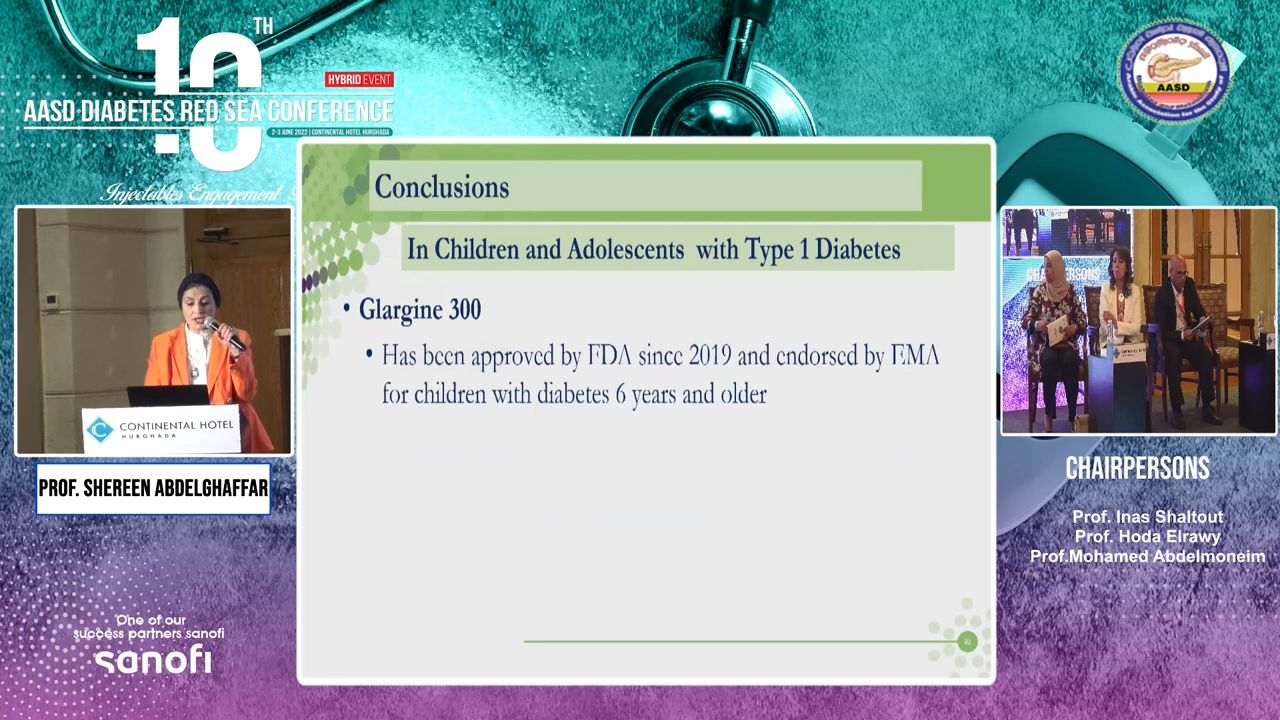 10TH
HYBRID EVENT
AASD DIABETES RED SEA CONFERENCE
2-3 JUNE 2022 | CONTINENTAL HOTEL HURGHADA
Injectables Engagement
AASD
Conclusions
In Children and Adolescents with Type 1 Diabetes
• Glargine 300
• Has been approved by FDA since 2019 and endorsed by EMA
for children with diabetes 6 years and older
CONTINENTAL HOTEL
HURGHADA
PROF. SHEREEN ABDELGHAFFAR
CHAIRPERSONS
Prof. Inas Shaltout
Prof. Hoda Elrawy
Prof.Mohamed Abdelmoneim
One of our
success partners sanofi
sanofi